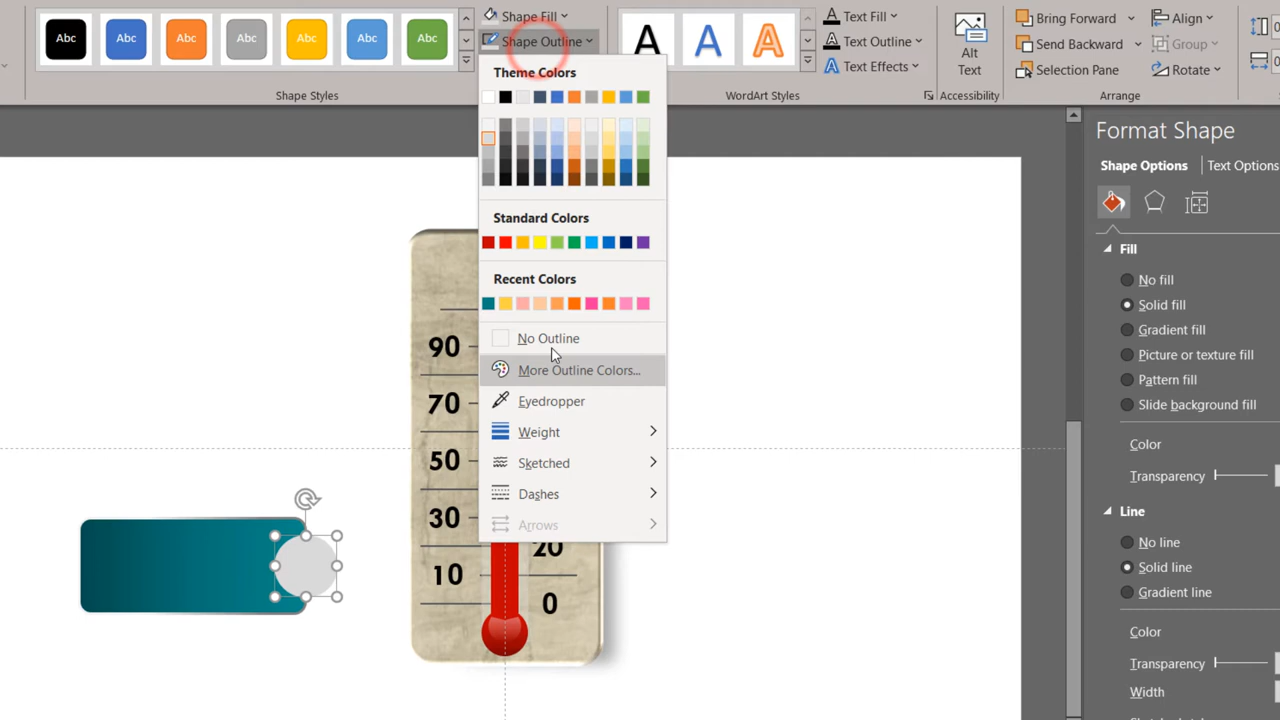 Shape Fill
Text Fill
Bring Forward
Align
Abc Abc Abc Abc Abc Abc Abc
Shape Outline
A A A
Text Outline
Alt Text
Send Backward
Group
Text Effects
Selection Pane
Rotate
Shape Styles
WordArt Styles
Accessibility
Arrange
Theme Colors
Standard Colors
Recent Colors
No Outline
More Outline Colors...
Eyedropper
Weight
Sketched
Dashes
Arrows
90
70
50
30
20
10
0
Format Shape
Shape Options
Text Options
Fill
No fill
Solid fill
Gradient fill
Picture or texture fill
Pattern fill
Slide background fill
Color
Transparency
Line
No line
Solid line
Gradient line
Color
Transparency
Width